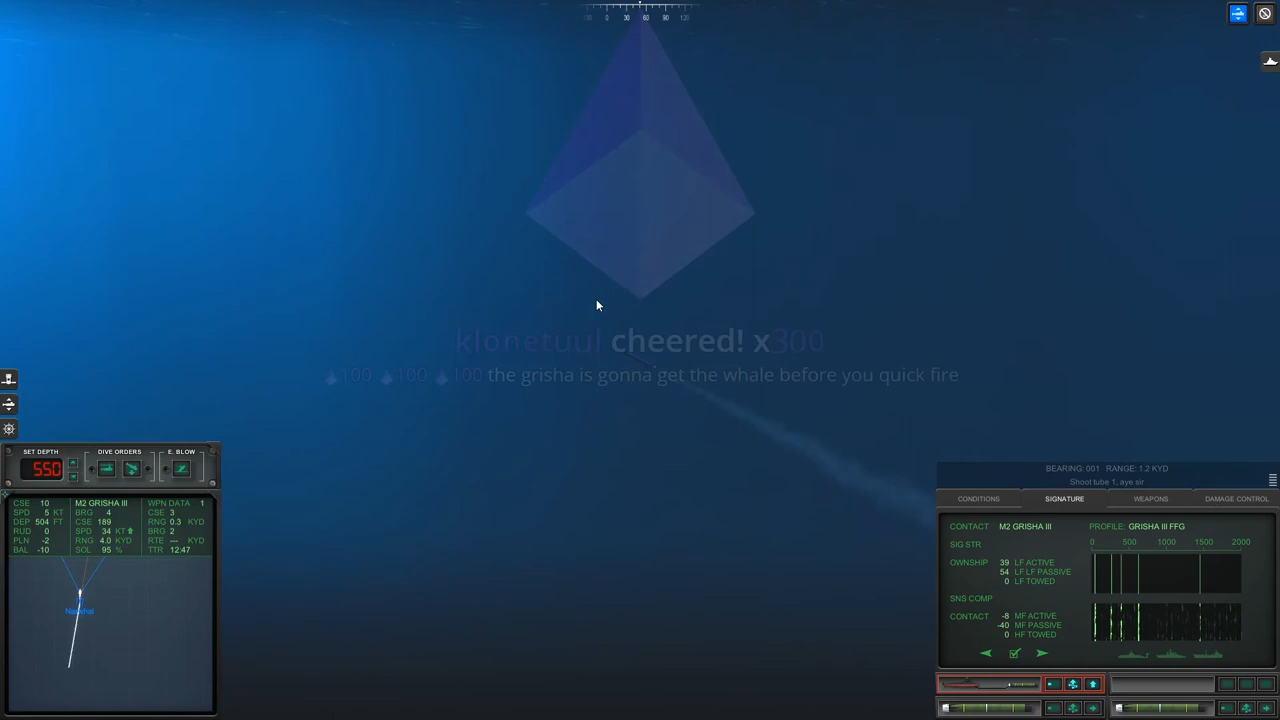 0 30 60 90 120
klonetuul cheered! x300
100 100 100 the grisha is gonna get the whale before you quick fire
SET DEPTH DIVE ORDERS E. BLOW
550
CSE 10 M2 GRISHA III WPN DATA 1
SPD 5 KT BRG 4 CSE 3
DEP 504 FT CSE 189 RNG 0.3 KYD
RUD 0 SPD 34 KT BRG 2
PLN -2 RNG 4.0 KYD RTE --- KYD
BAL -10 SOL 95 % TTR 12:47
BEARING: 001 RANGE: 1.2 KYD
Shoot tube 1, aye sir
CONDITIONS SIGNATURE WEAPONS DAMAGE CONTROL
CONTACT M2 GRISHA III PROFILE: GRISHA III FFG
SIG STR 0 500 1000 1500 2000
OWNSHIP 39 LF ACTIVE
54 LF LF PASSIVE
0 LF TOWED
SNS COMP
CONTACT -8 MF ACTIVE
-40 MF PASSIVE
0 HF TOWED